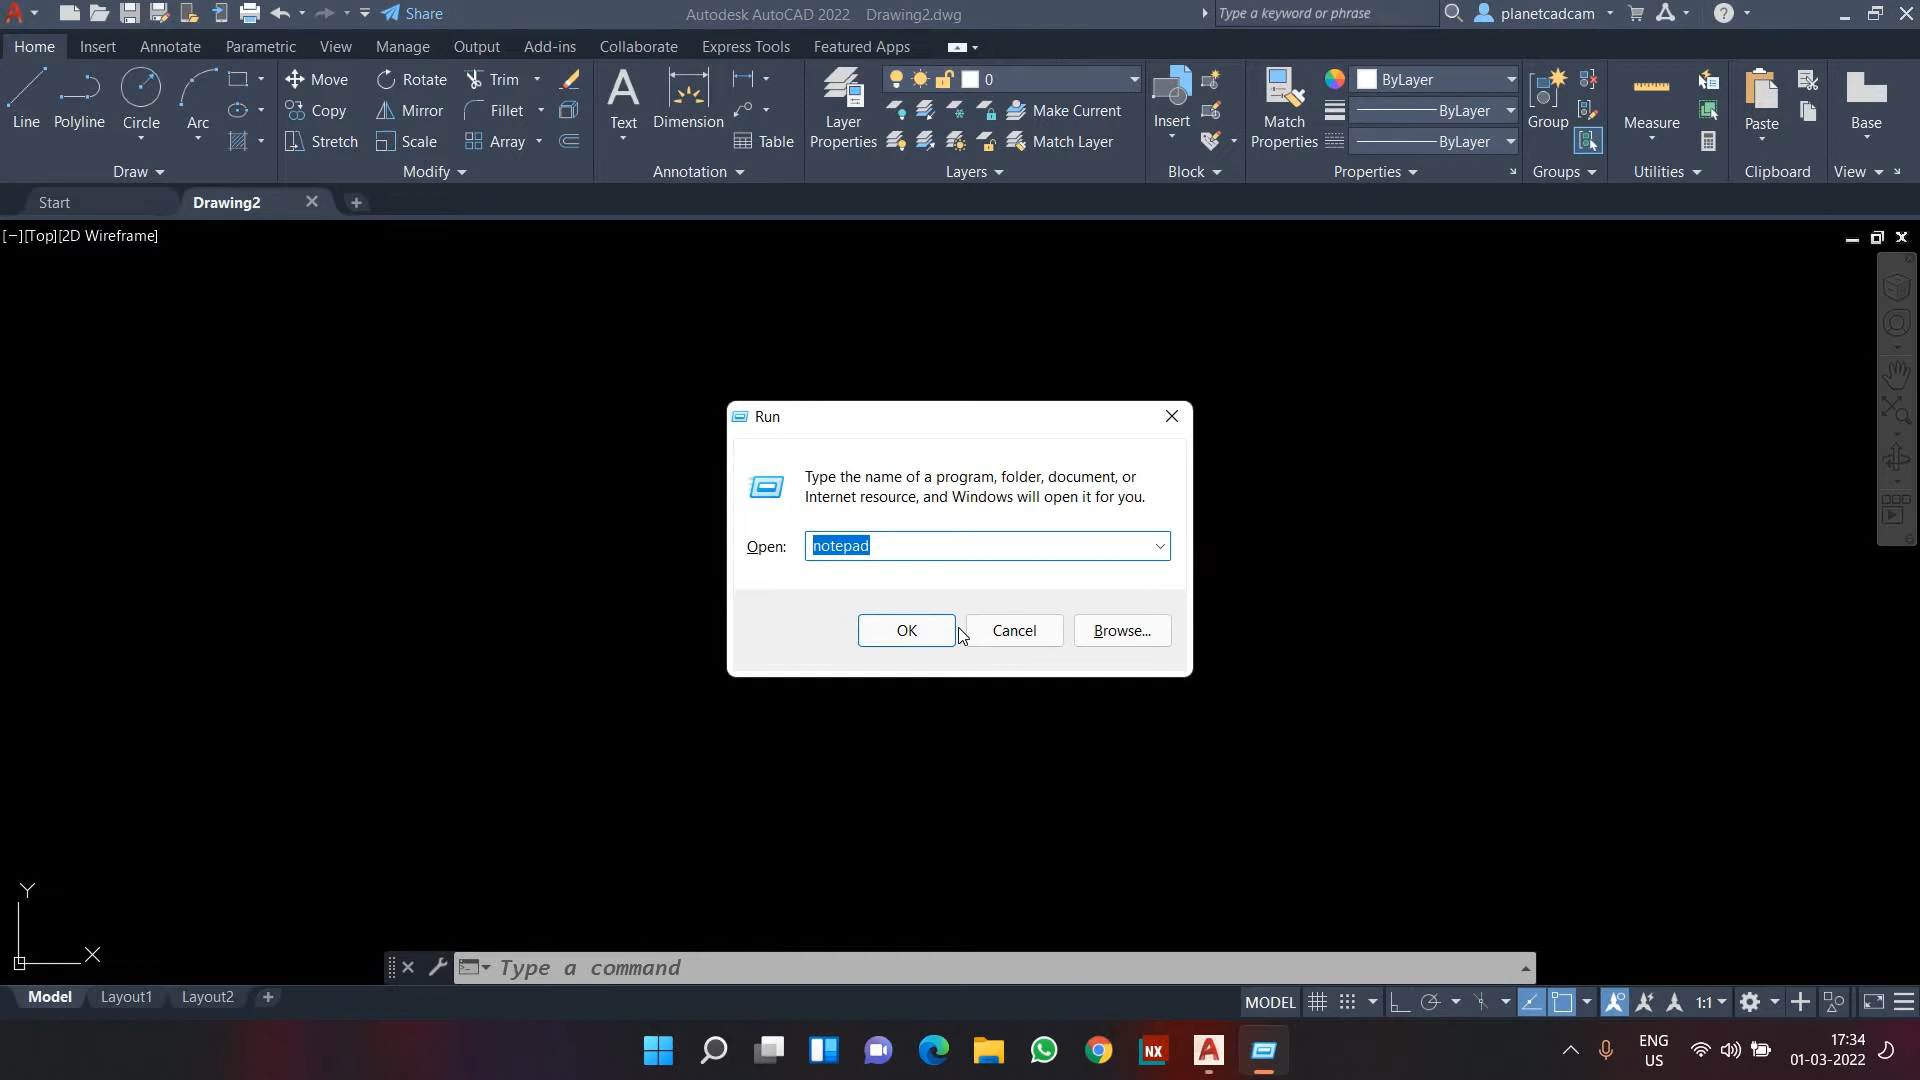 Share
Autodesk AutoCAD 2022 Drawing2.dwg
Type a keyword or phrase
planetcadcam
Home Insert Annotate Parametric View Manage Output Add-ins Collaborate Express Tools Featured Apps
Line
Polyline
Circle
Arc
Draw
Move
Rotate
Trim
Copy
Mirror
Fillet
Stretch
Scale
Array
Modify
Text
Dimension
Table
Annotation
Layer
Properties
0
Make Current
Match Layer
Layers
Insert
Block
Match
Properties
ByLayer
ByLayer
ByLayer
Properties
Group
Groups
Measure
Utilities
Paste
Clipboard
Base
View
Start
Drawing2
[−][Top][2D Wireframe]
Run
Type the name of a program, folder, document, or
Internet resource, and Windows will open it for you.
Open: notepad
OK Cancel Browse...
Y
X
Type a command
Model Layout1 Layout2
MODEL
1:1
NX
A
ENG
US
17:34
01-03-2022